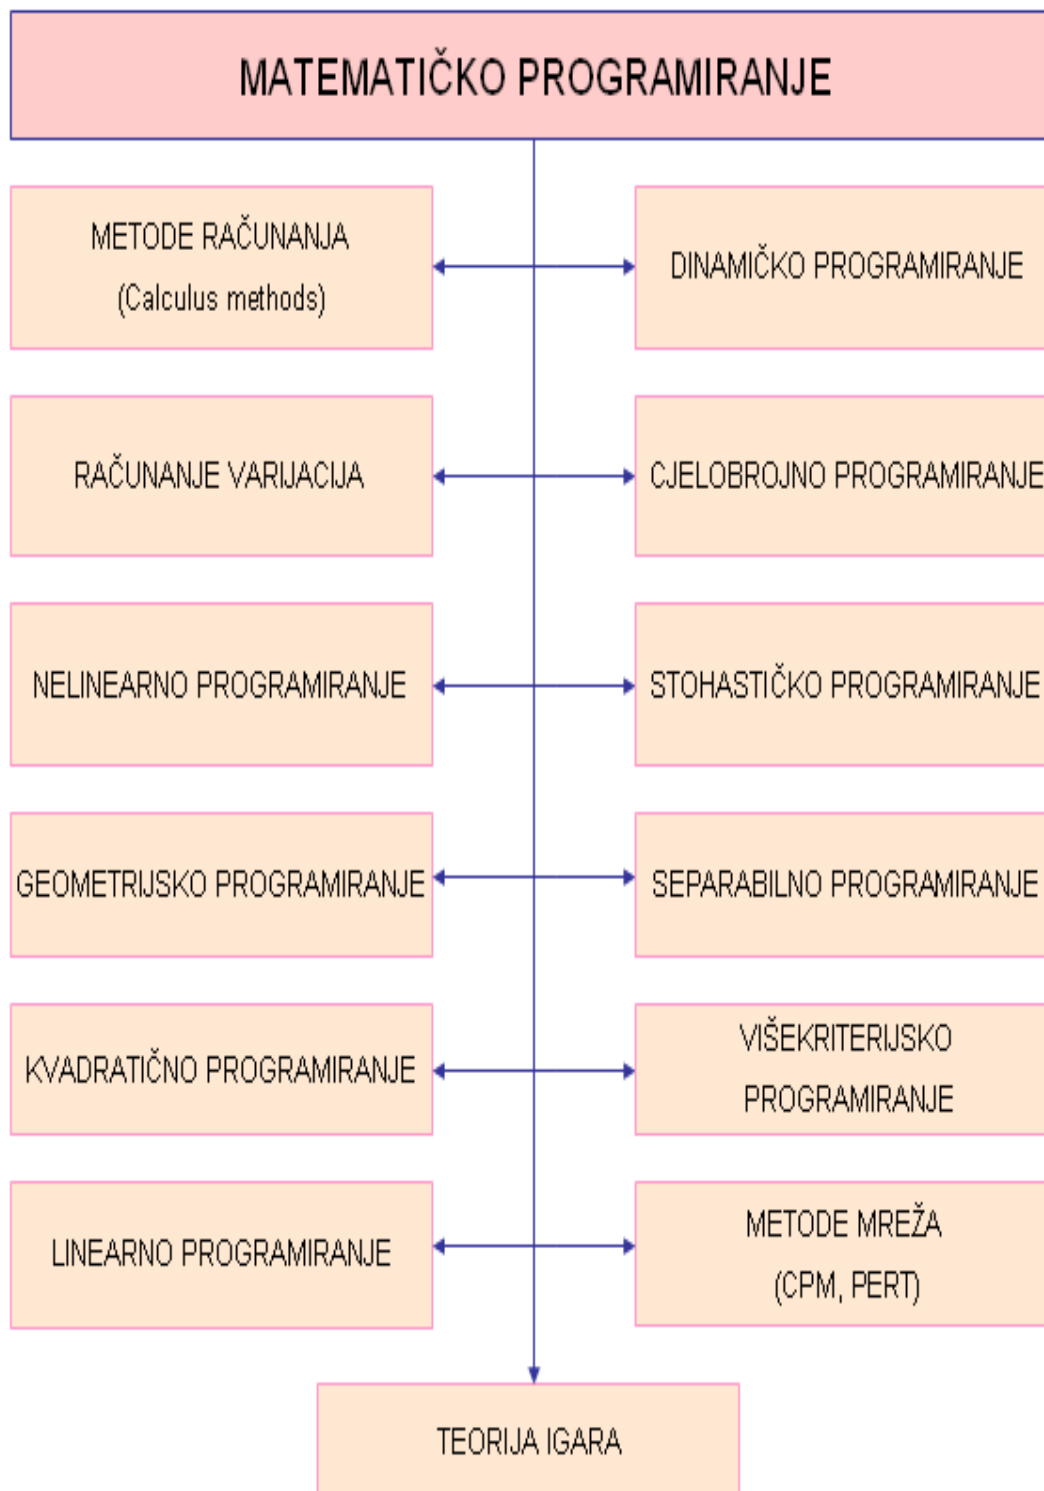 MATEMATIČKO PROGRAMIRANJE
METODE RAČUNANJA
(Calculus methods)
DINAMIČKO PROGRAMIRANJE
RAČUNANJE VARIJACIJA
CJELOBROJNO PROGRAMIRANJE
NELINEARNO PROGRAMIRANJE
STOHASTIČKO PROGRAMIRANJE
GEOMETRIJSKO PROGRAMIRANJE
SEPARABILNO PROGRAMIRANJE
KVADRATIČNO PROGRAMIRANJE
VIŠEKRITERIJSKO
PROGRAMIRANJE
LINEARNO PROGRAMIRANJE
METODE MREŽA
(CPM, PERT)
TEORIJA IGARA